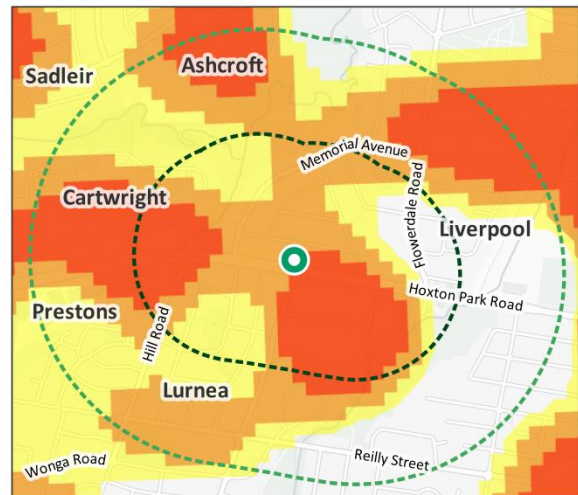 Ashcroft
Sadleir
Memorial Avenue
Cartwright
Flowerdale Road
Liverpool
Hoxton Park Road
Prestons
Hill Road
Lurnea
Reilly Street
Wonga Road